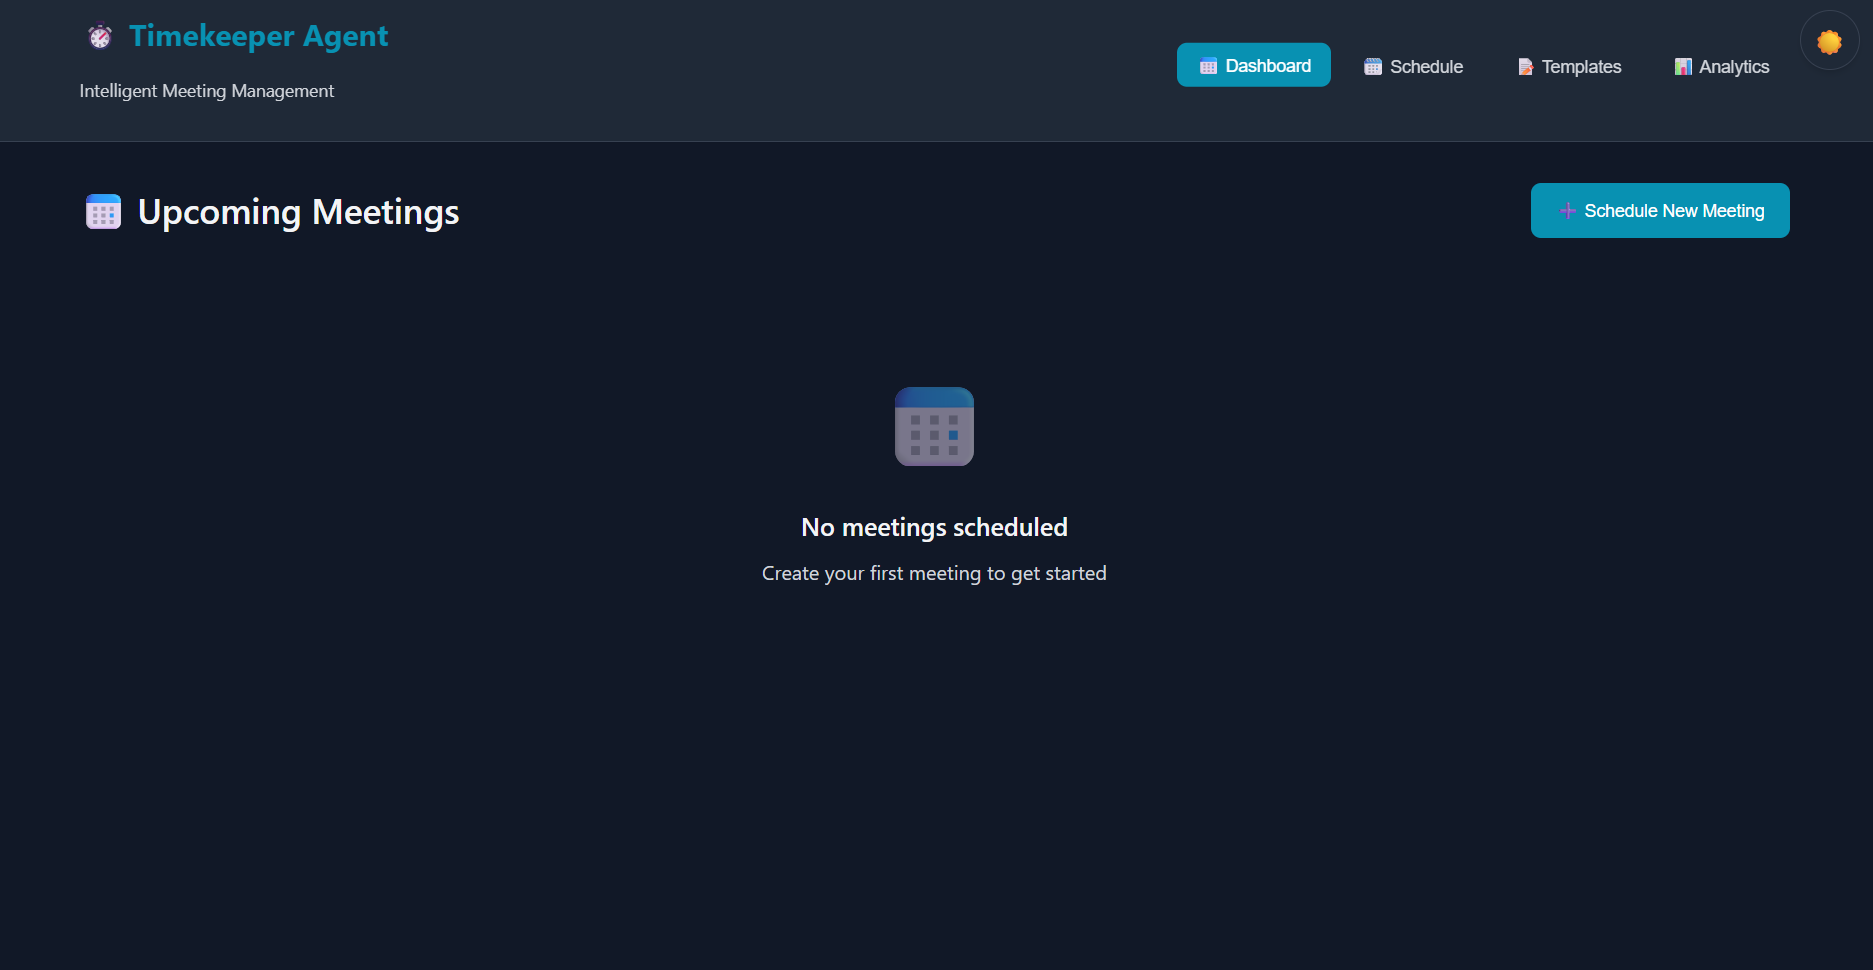 Timekeeper Agent
Intelligent Meeting Management
Dashboard
Schedule
Templates
Analytics
Upcoming Meetings
Schedule New Meeting
No meetings scheduled
Create your first meeting to get started